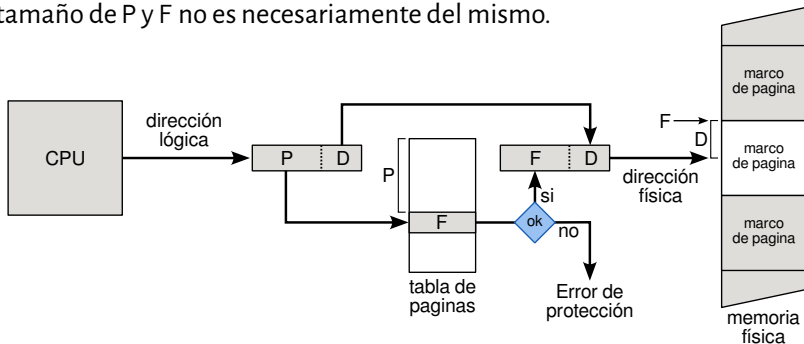 tamaño de P y F no es necesariamente del mismo.
marco
de pagina
dirección
lógica
F
CPU
P
D
P
F
D
D
marco
de pagina
dirección
física
si
F
ok
no
marco
de pagina
tabla de
paginas
Error de
protección
memoria
física